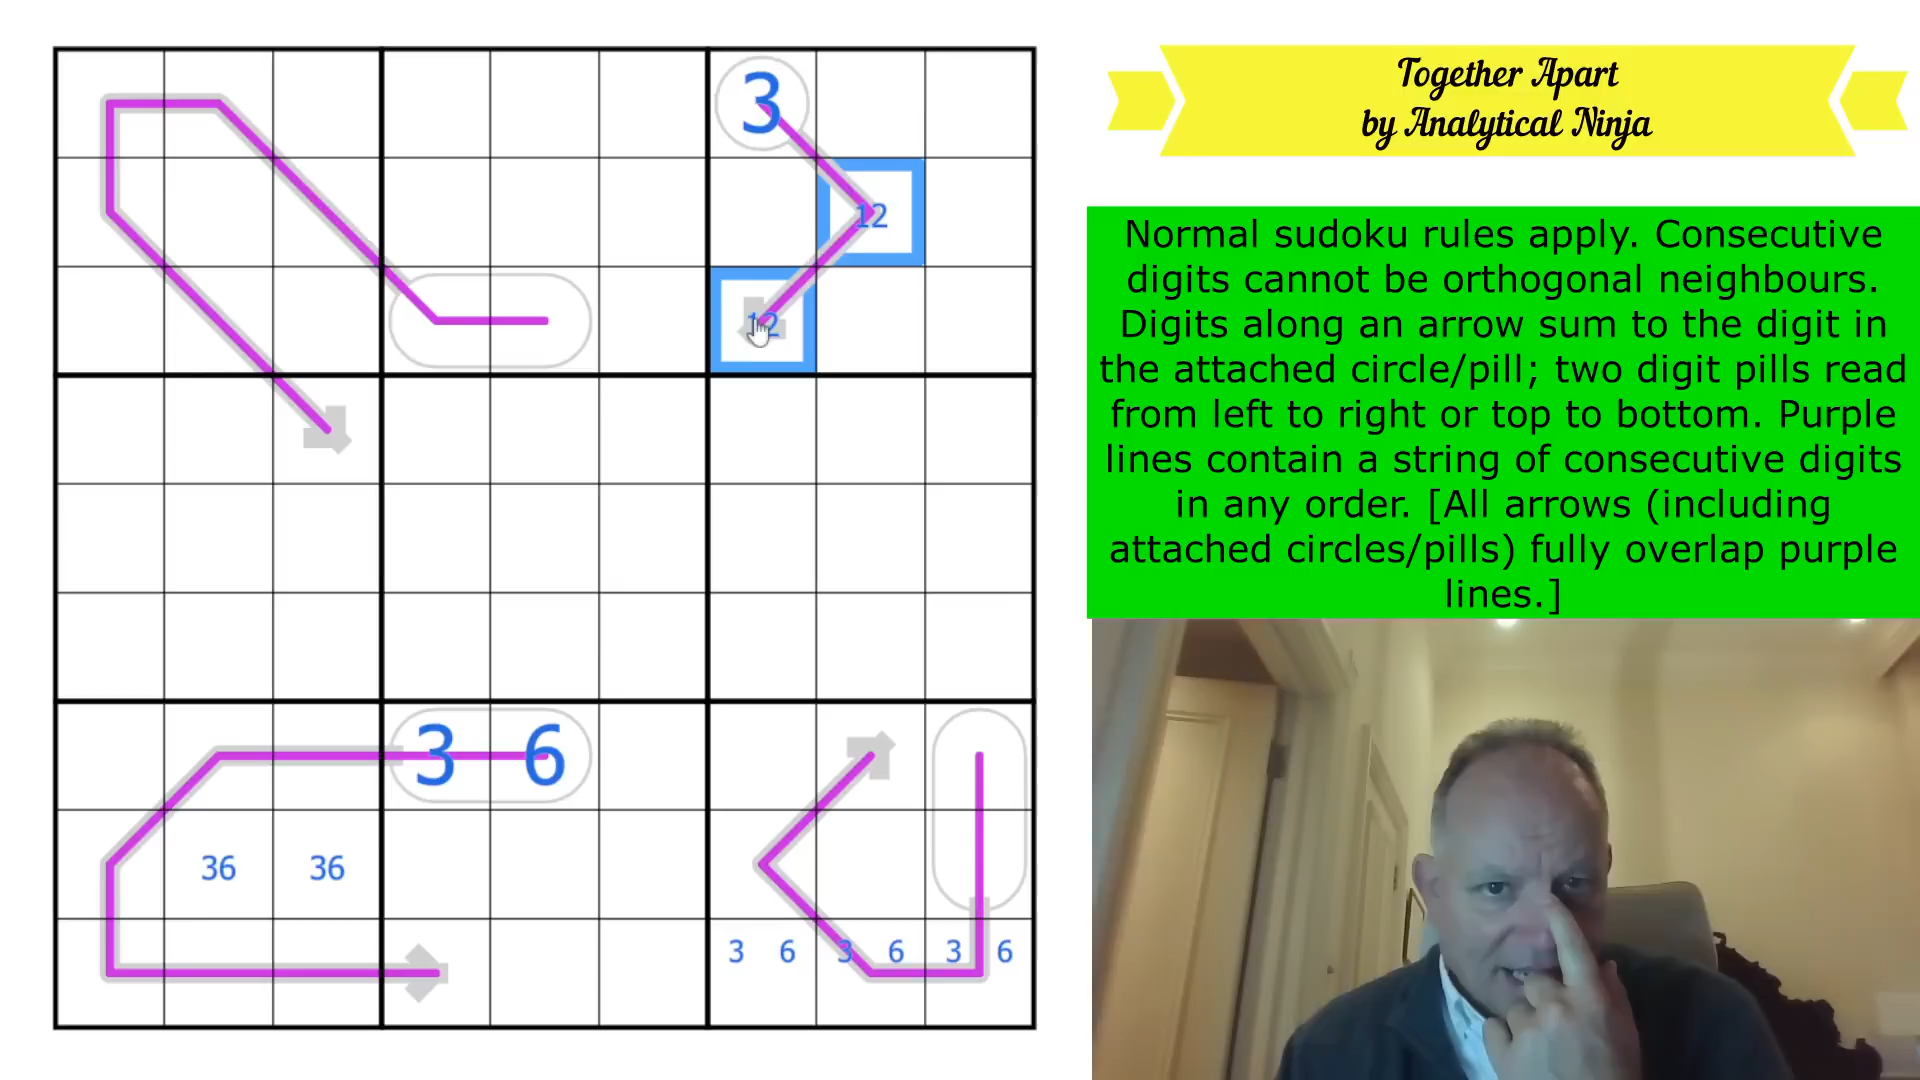 Together Apart
by Analytical Ninja
Normal sudoku rules apply. Consecutive
digits cannot be orthogonal neighbours.
Digits along an arrow sum to the digit in
the attached circle/pill; two digit pills read
from left to right or top to bottom. Purple
lines contain a string of consecutive digits
in any order. [All arrows (including
attached circles/pills) fully overlap purple
lines.]
3
12
12
3 6
36 36
3 6 3 6 3 6